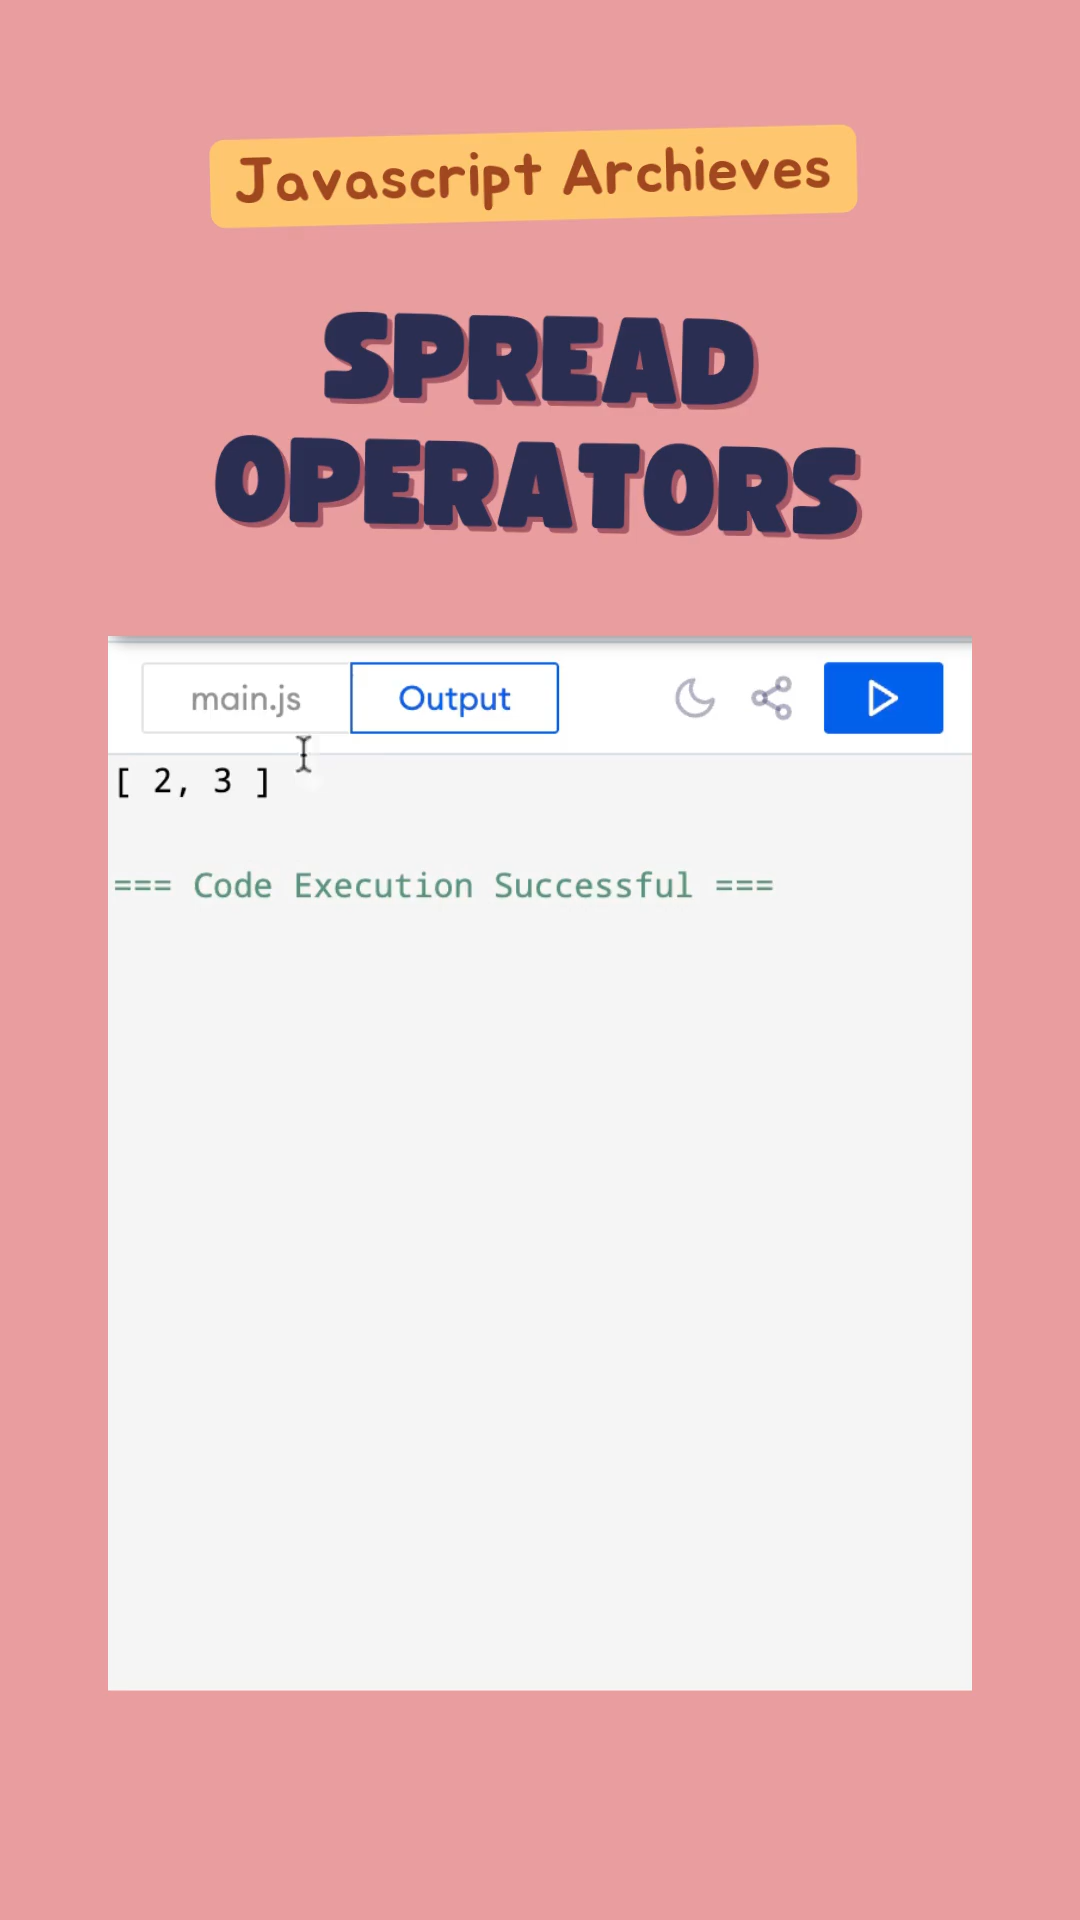 Javascript Archieves
SPREAD
OPERATORS
main.js
Output
[ 2, 3 ]
=== Code Execution Successful ===